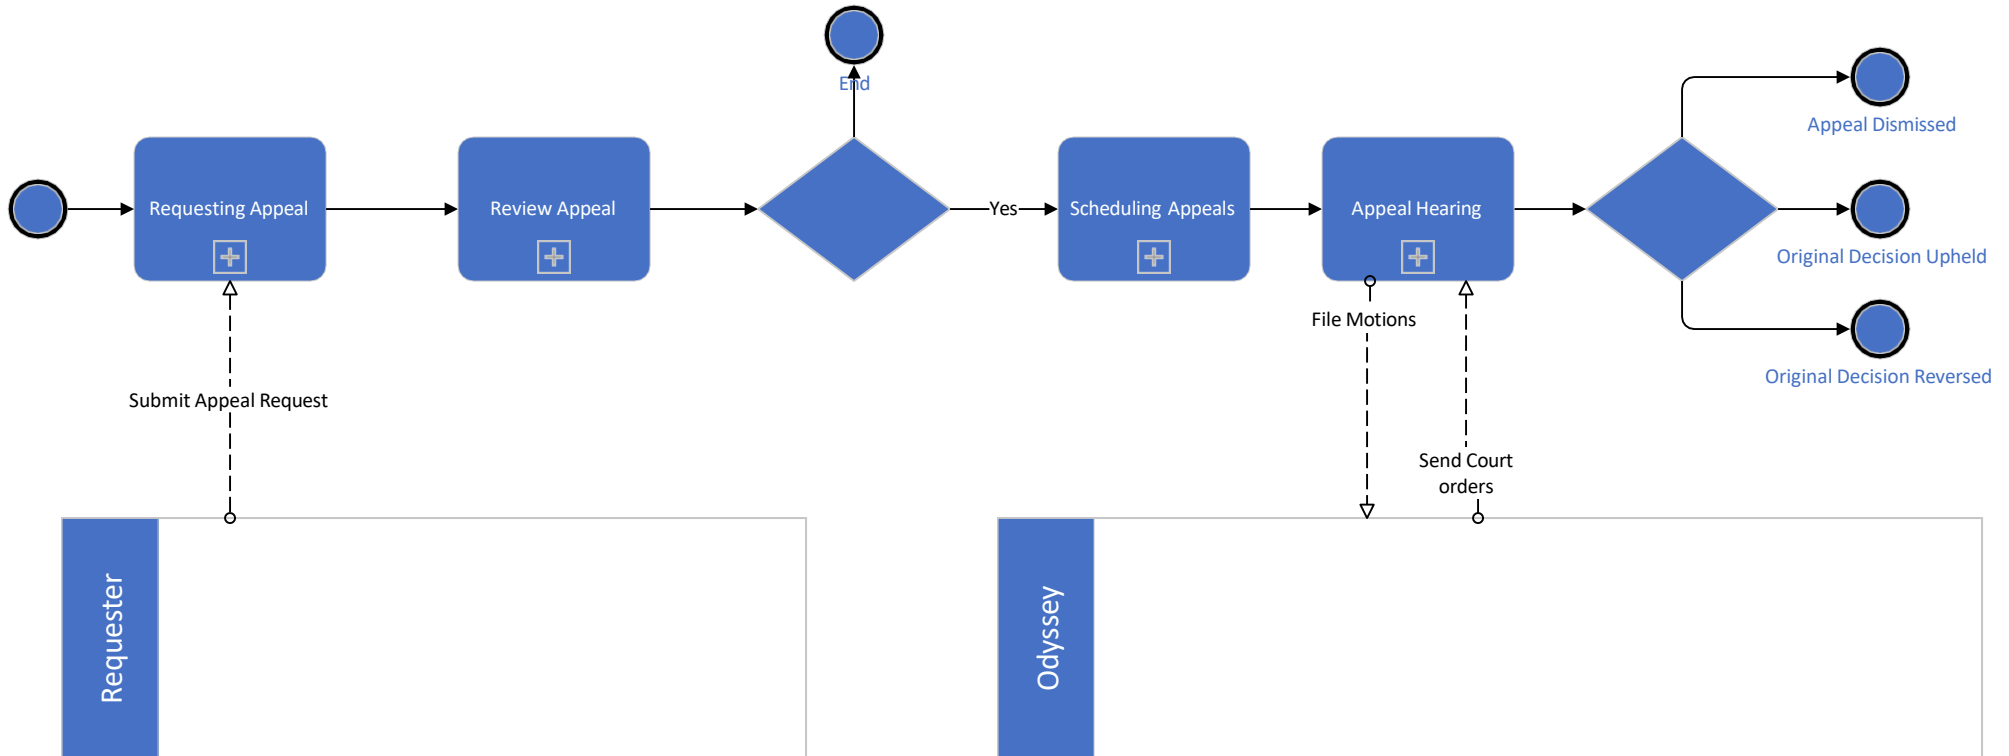 End
Appeal Dismissed
Requesting Appeal
Review Appeal
Yes
Scheduling Appeals
Appeal Hearing
Original Decision Upheld
File Motions
Original Decision Reversed
Submit Appeal Request
Send Court
orders
Requester
Odyssey